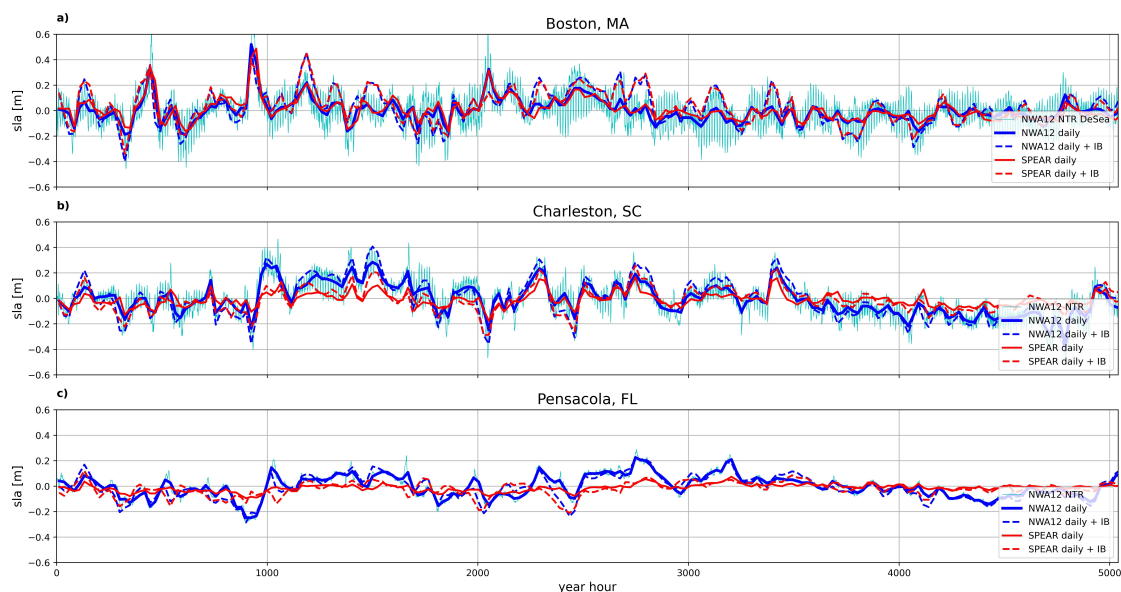 a)
Boston, MA
0.6
0.4
0.2
0.0
−0.2
−0.4
−0.6
sla [m]
NWA12 NTR DeSea
NWA12 daily
NWA12 daily + IB
SPEAR daily
SPEAR daily + IB
b)
Charleston, SC
0.6
0.4
0.2
0.0
−0.2
−0.4
−0.6
sla [m]
NWA12 NTR
NWA12 daily
NWA12 daily + IB
SPEAR daily
SPEAR daily + IB
c)
Pensacola, FL
0.6
0.4
0.2
0.0
−0.2
−0.4
−0.6
sla [m]
NWA12 NTR
NWA12 daily
NWA12 daily + IB
SPEAR daily
SPEAR daily + IB
0 1000 2000 3000 4000 5000
year hour